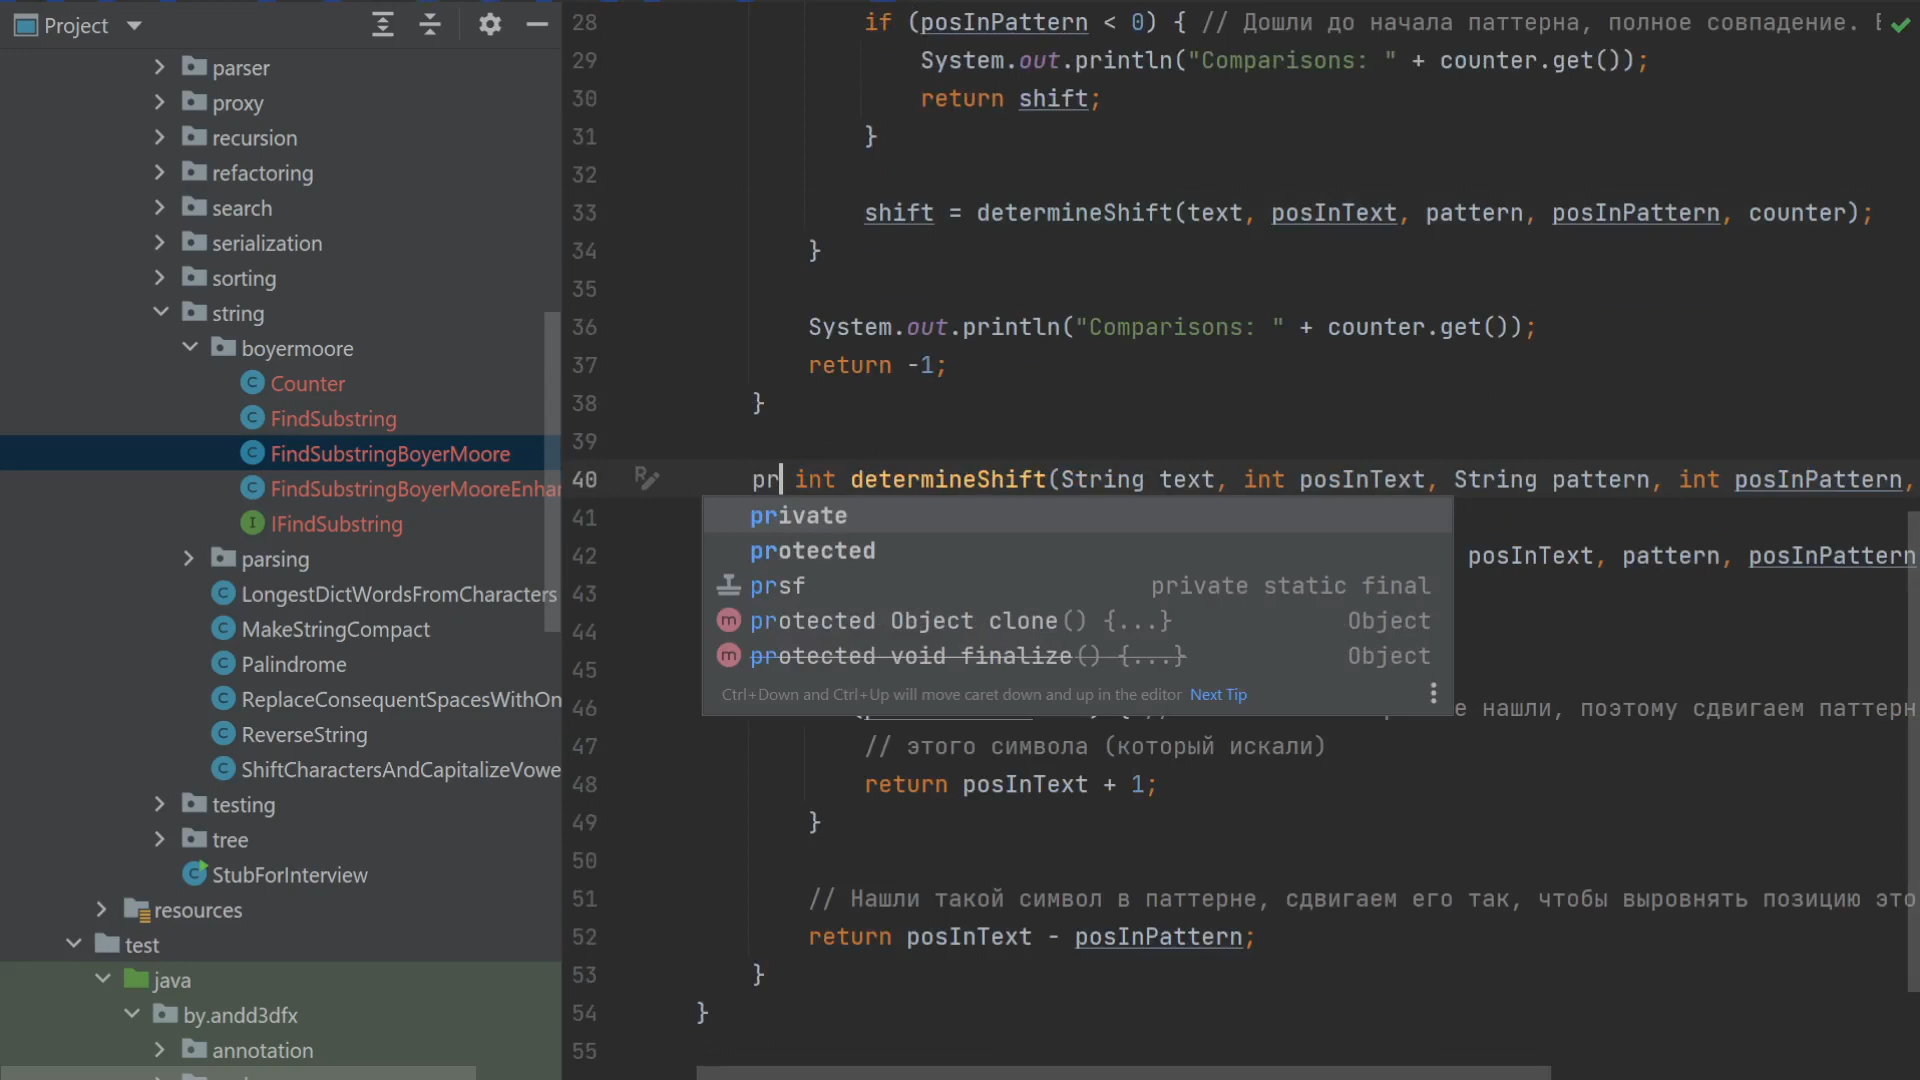 Project
parser
proxy
recursion
refactoring
search
serialization
sorting
string
boyermoore
Counter
FindSubstring
FindSubstringBoyerMoore
FindSubstringBoyerMooreEnhan
IFindSubstring
parsing
LongestDictWordsFromCharacters
MakeStringCompact
Palindrome
ReplaceConsequentSpacesWithOn
ReverseString
ShiftCharactersAndCapitalizeVowe
testing
tree
StubForInterview
resources
test
java
by.andd3dfx
annotation
28 if (posInPattern < 0) { // Дошли до начала паттерна, полное совпадение.
29 System.out.println("Comparisons: " + counter.get());
30 return shift;
31 }
32
33 shift = determineShift(text, posInText, pattern, posInPattern, counter);
34 }
35
36 System.out.println("Comparisons: " + counter.get());
37 return -1;
38 }
39
40 pr int determineShift(String text, int posInText, String pattern, int posInPattern,
41
42 posInText, pattern, posInPattern
43
44
45
46 нашли, поэтому сдвигаем паттерн
47 // этого символа (который искали)
48 return posInText + 1;
49 }
50
51 // Нашли такой символ в паттерне, сдвигаем его так, чтобы выровнять позицию это
52 return posInText - posInPattern;
53 }
54 }
55
private
protected
prsf private static final
protected Object clone() {...} Object
protected void finalize() {...} Object
Ctrl+Down and Ctrl+Up will move caret down and up in the editor Next Tip